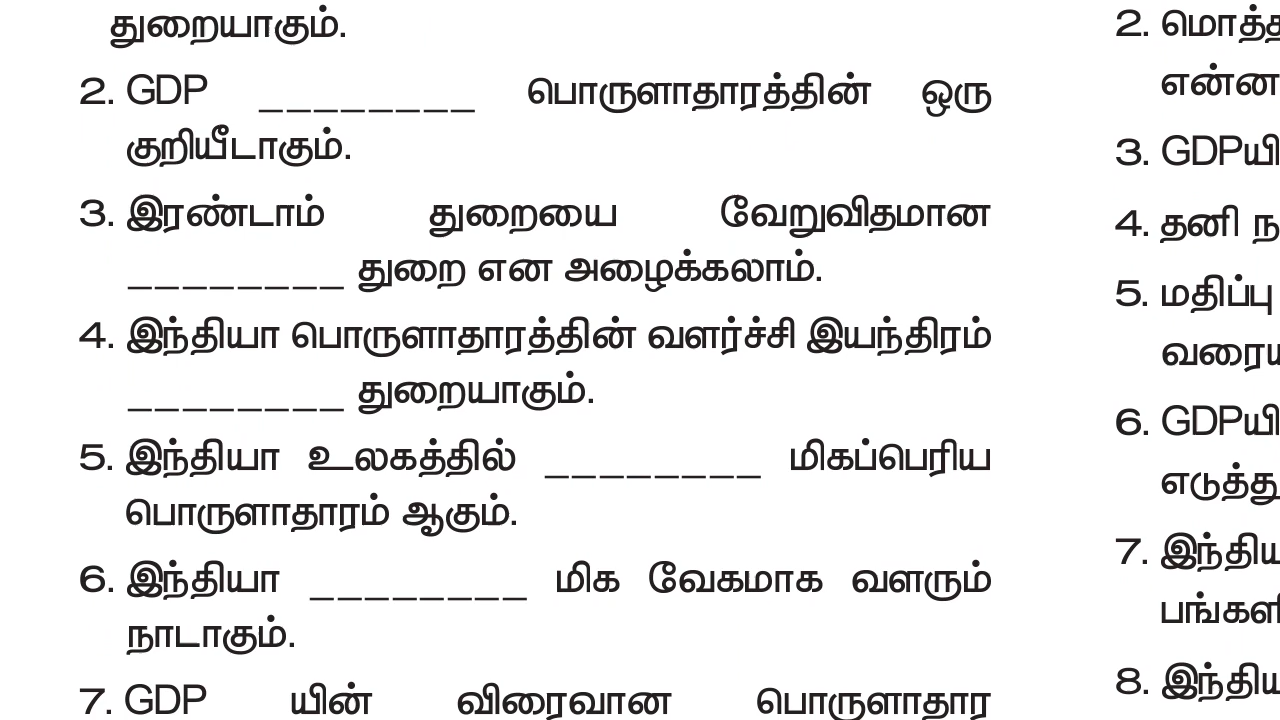 துறையாகும்.
2. GDP ________ பொருளாதாரத்தின் ஒரு
குறியீடாகும்.
3. இரண்டாம் துறையை வேறுவிதமான
________ துறை என அழைக்கலாம்.
4. இந்தியா பொருளாதாரத்தின் வளர்ச்சி இயந்திரம்
________ துறையாகும்.
5. இந்தியா உலகத்தில் ________ மிகப்பெரிய
பொருளாதாரம் ஆகும்.
6. இந்தியா ________ மிக வேகமாக வளரும்
நாடாகும்.
7. GDP யின் விரைவான பொருளாதார
2.
என்ன
3. GDPயி
4. தனி ந
5. மதிப்பு
6. GDPயி
எடுத்து
7.
8.